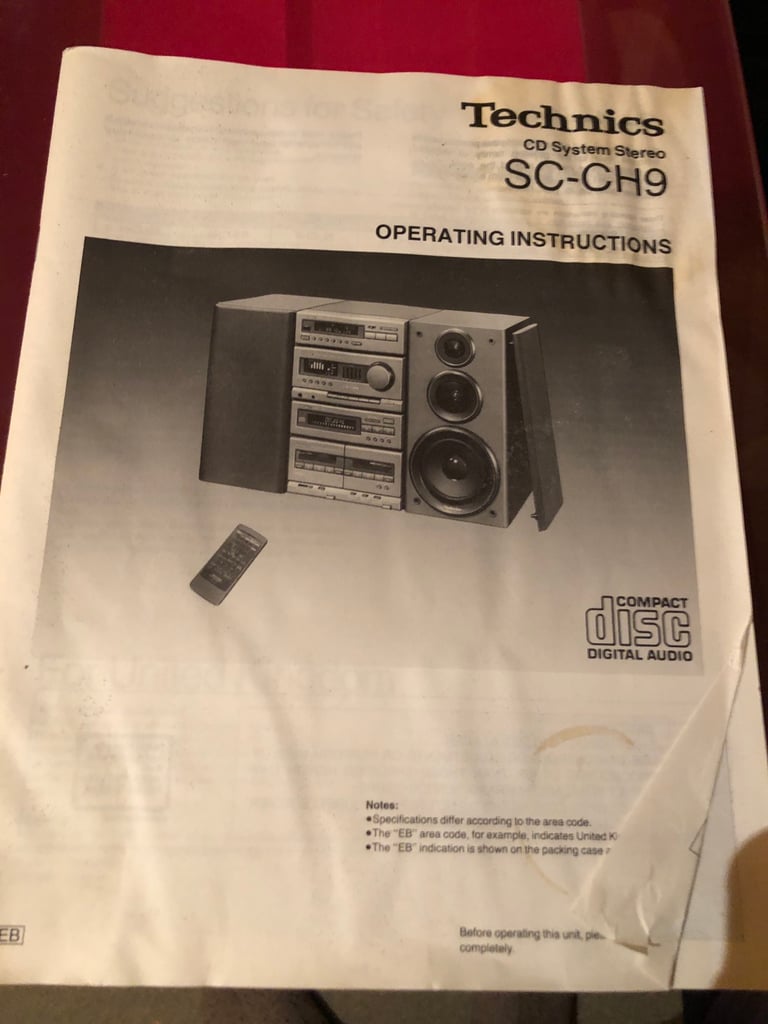 Technics
CD System Stereo
SC-CH9
OPERATING INSTRUCTIONS
COMPACT
disc
DIGITAL AUDIO
Notes:
●Specifications differ according to the area code.
●The "EB" area code, for example, indicates United
●The "EB" indication is shown on the packing case
EB
Before operating this unit,
completely.